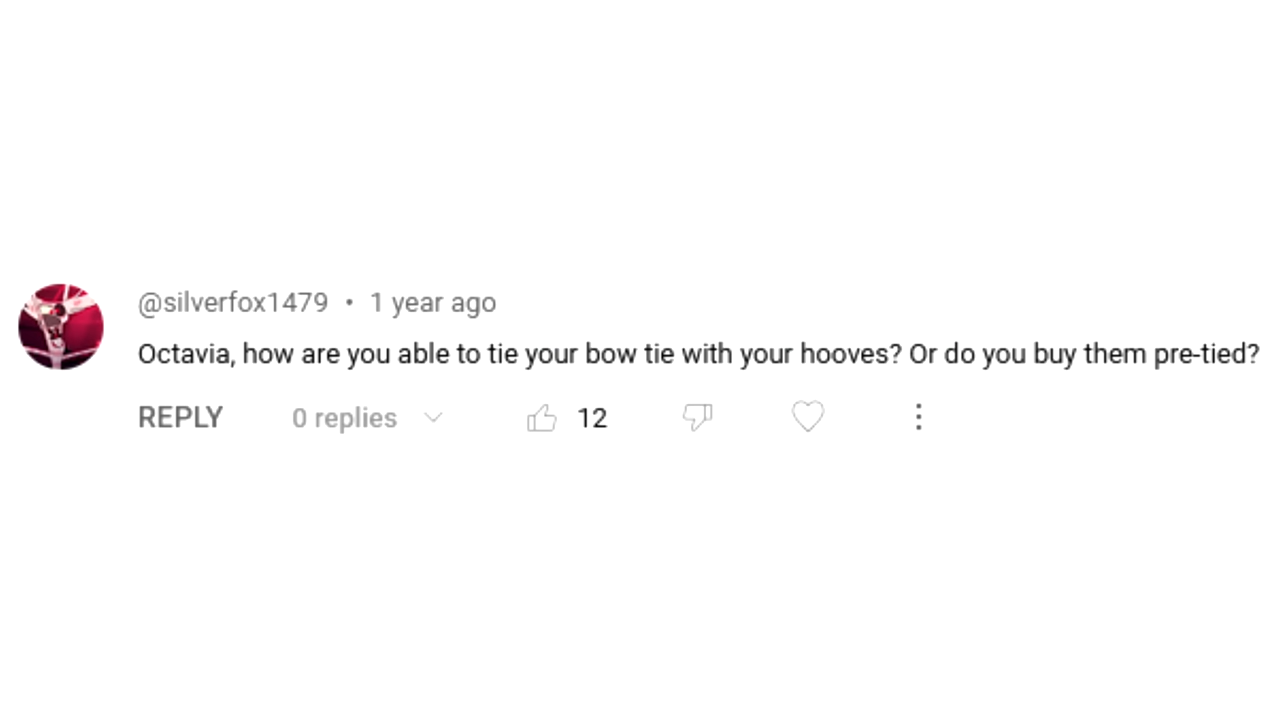 @silverfox1479 • 1 year ago
Octavia, how are you able to tie your bow tie with your hooves? Or do you buy them pre-tied?
REPLY 0 replies 12